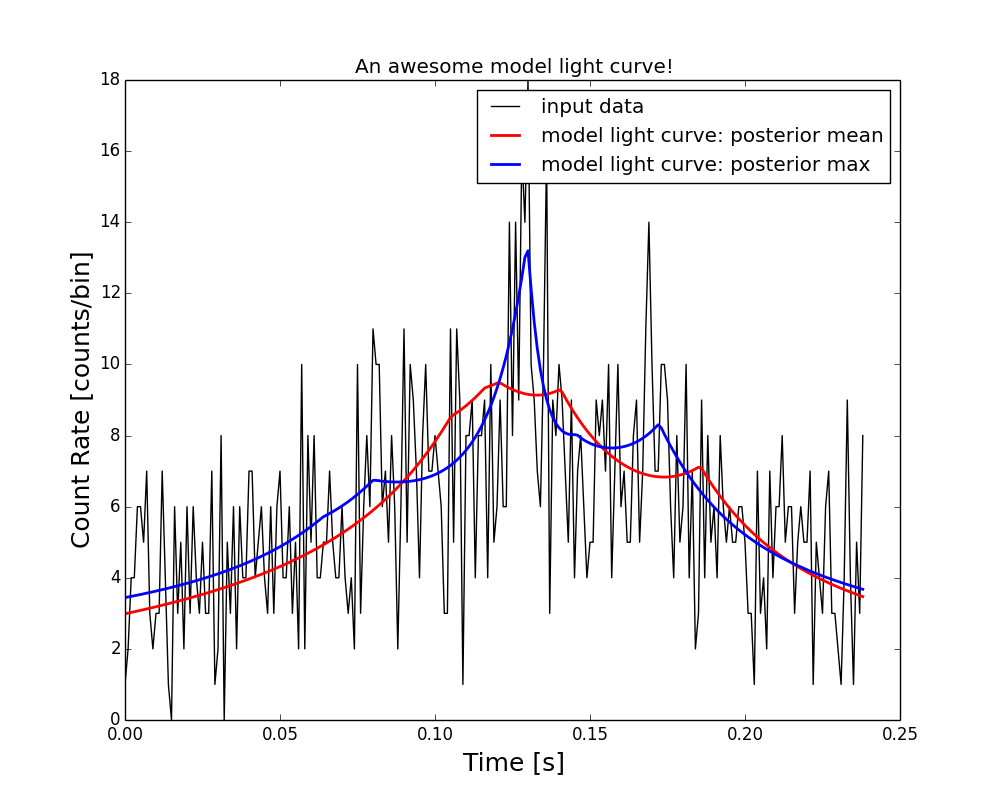 An awesome model light curve!
input data
model light curve: posterior mean
model light curve: posterior max
Count Rate [counts/bin]
18
16
14
12
10
8
6
4
2
0
0.00 0.05 0.10 0.15 0.20 0.25
Time [s]